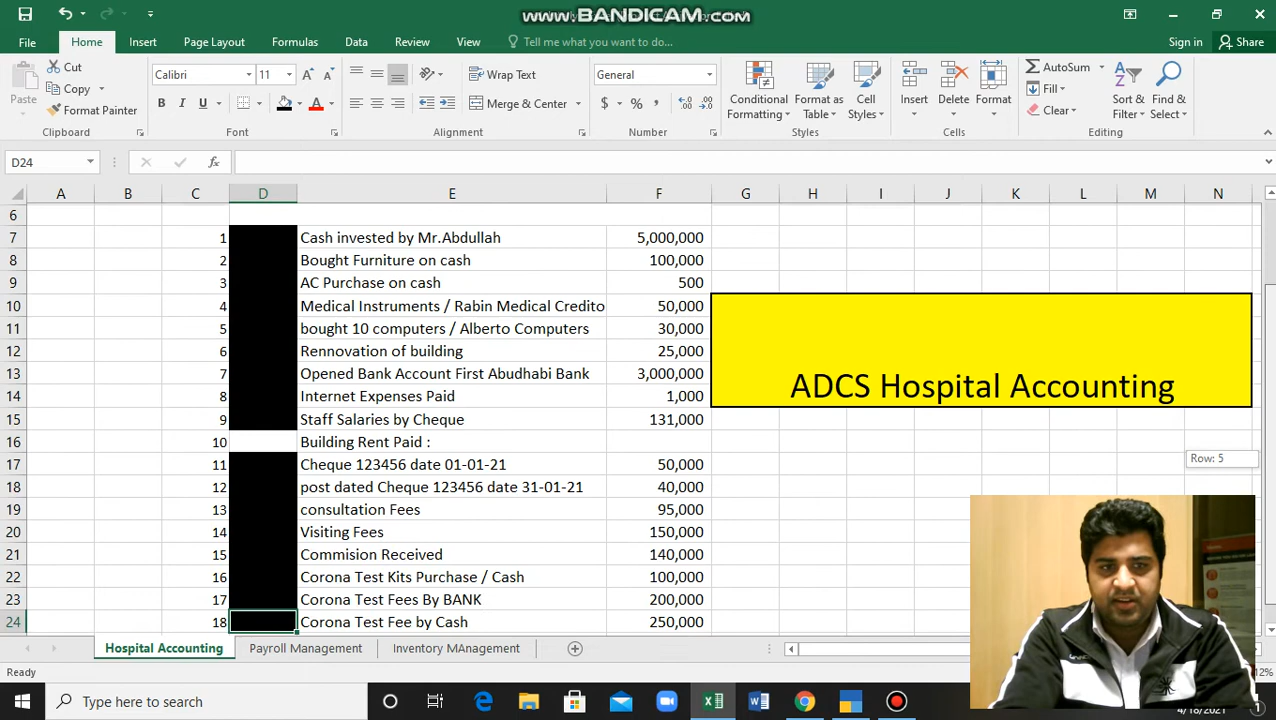 www.BANDICAM.com
File Home Insert Page Layout Formulas Data Review View Tell me what you want to do... Sign in Share
Cut
Copy
Format Painter
Paste
Clipboard
Calibri 11
B I U
Font
Wrap Text
Merge & Center
Alignment
General
$ % ,
Number
Conditional Formatting
Format as Table
Cell Styles
Styles
Insert
Delete
Format
Cells
AutoSum
Fill
Clear
Sort & Filter
Find & Select
Editing
D24 fx
A B C D E F G H I J K L M N
6
7 1 Cash invested by Mr.Abdullah 5,000,000
8 2 Bought Furniture on cash 100,000
9 3 AC Purchase on cash 500
10 4 Medical Instruments / Rabin Medical Credito 50,000
11 5 bought 10 computers / Alberto Computers 30,000
12 6 Rennovation of building 25,000
13 7 Opened Bank Account First Abudhabi Bank 3,000,000
14 8 Internet Expenses Paid 1,000
15 9 Staff Salaries by Cheque 131,000
16 10 Building Rent Paid :
17 11 Cheque 123456 date 01-01-21 50,000
18 12 post dated Cheque 123456 date 31-01-21 40,000
19 13 consultation Fees 95,000
20 14 Visiting Fees 150,000
21 15 Commision Received 140,000
22 16 Corona Test Kits Purchase / Cash 100,000
23 17 Corona Test Fees By BANK 200,000
24 18 Corona Test Fee by Cash 250,000
ADCS Hospital Accounting
Row: 5
Hospital Accounting Payroll Management Inventory MAnagement
Ready
Type here to search
4/18/2021